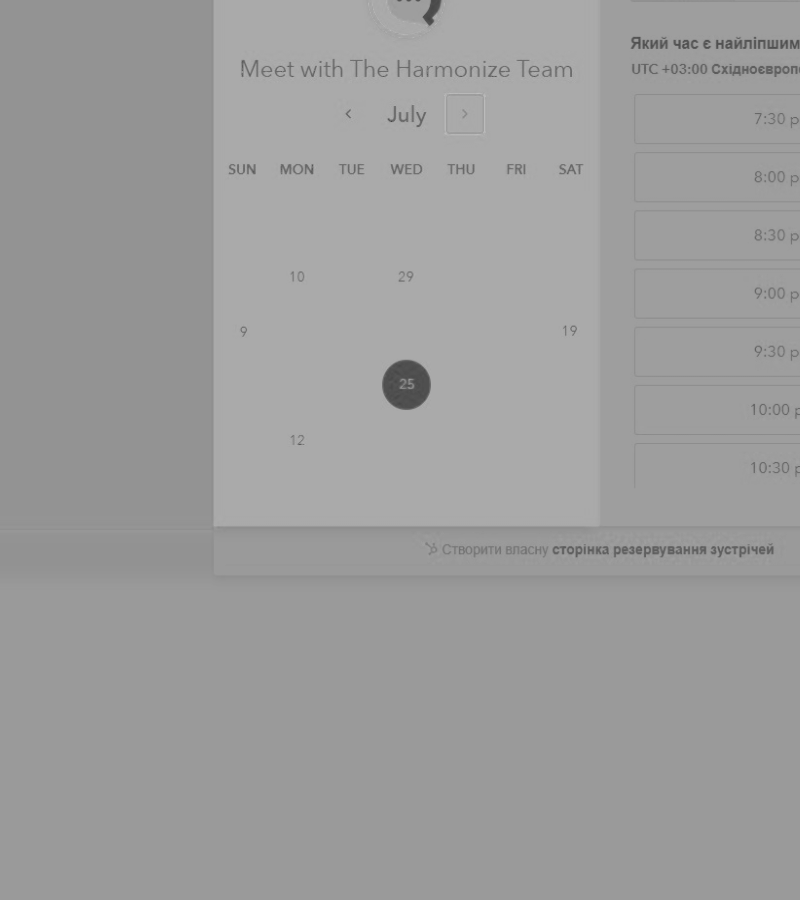 Meet with The Harmonize Team
July
SUN MON TUE WED THU FRI SAT
10 29
9 19
25
12
Який час є найліпшим
UTC +03:00
7:30 p
8:00 p
8:30 p
9:00 p
9:30 p
10:00 p
10:30 p
Створити власну сторінка резервування зустрічей